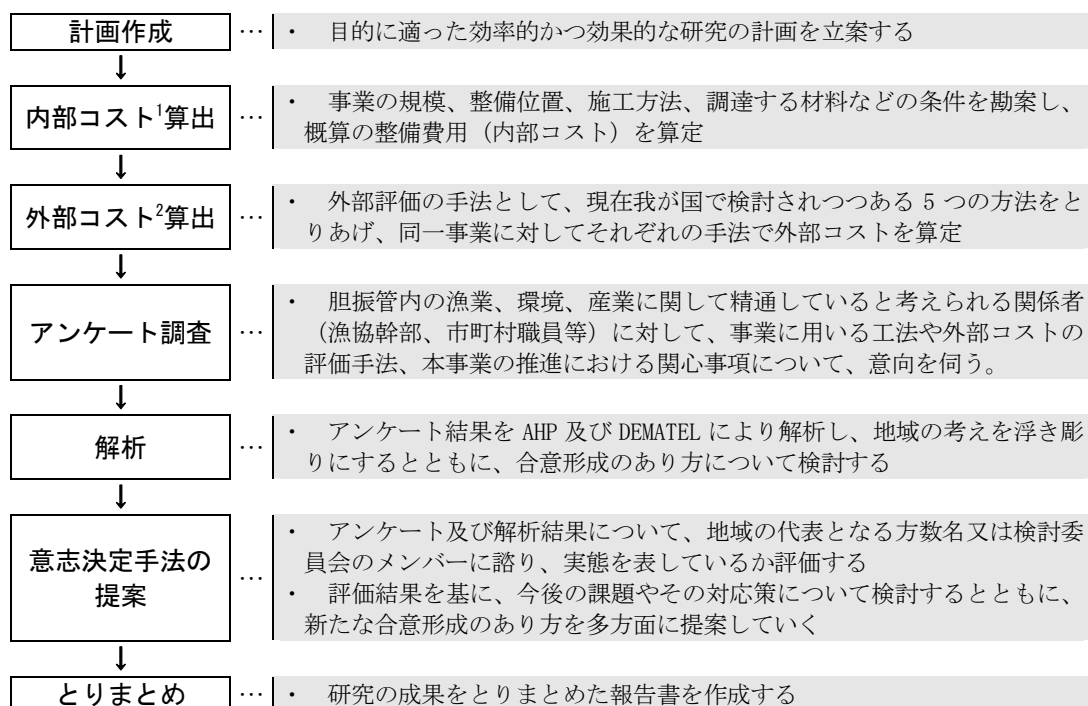 計画作成 … ・ 目的に適った効率的かつ効果的な研究の計画を立案する
↓
内部コスト1算出 … ・ 事業の規模、整備位置、施工方法、調達する材料などの条件を勘案し、
概算の整備費用（内部コスト）を算定
↓
外部コスト2算出 … ・ 外部評価の手法として、現在我が国で検討されつつある 5 つの方法をと
りあげ、同一事業に対してそれぞれの手法で外部コストを算定
↓
アンケート調査 … ・ 胆振管内の漁業、環境、産業に関して精通していると考えられる関係者
（漁協幹部、市町村職員等）に対して、事業に用いる工法や外部コストの
評価手法、本事業の推進における関心事項について、意向を伺う。
↓
解析 … ・ アンケート結果を AHP 及び DEMATEL により解析し、地域の考えを浮き彫
りにするとともに、合意形成のあり方について検討する
↓
意志決定手法の
提案 … ・ アンケート及び解析結果について、地域の代表となる方数名又は検討委
員会のメンバーに諮り、実態を表しているか評価する
・ 評価結果を基に、今後の課題やその対応策について検討するとともに、
新たな合意形成のあり方を多方面に提案していく
↓
とりまとめ … ・ 研究の成果をとりまとめた報告書を作成する